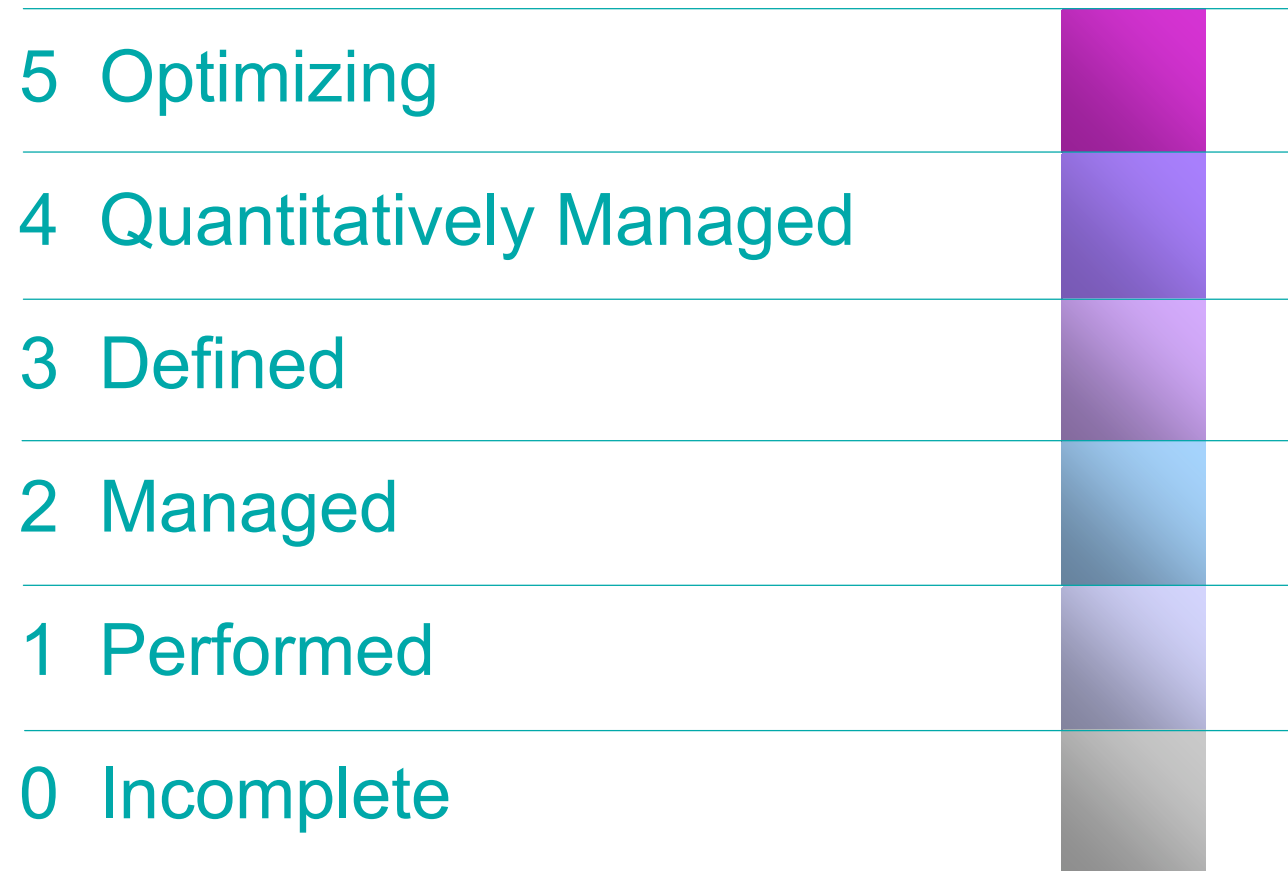 5 Optimizing
4 Quantitatively Managed
3 Defined
2 Managed
1 Performed
0 Incomplete